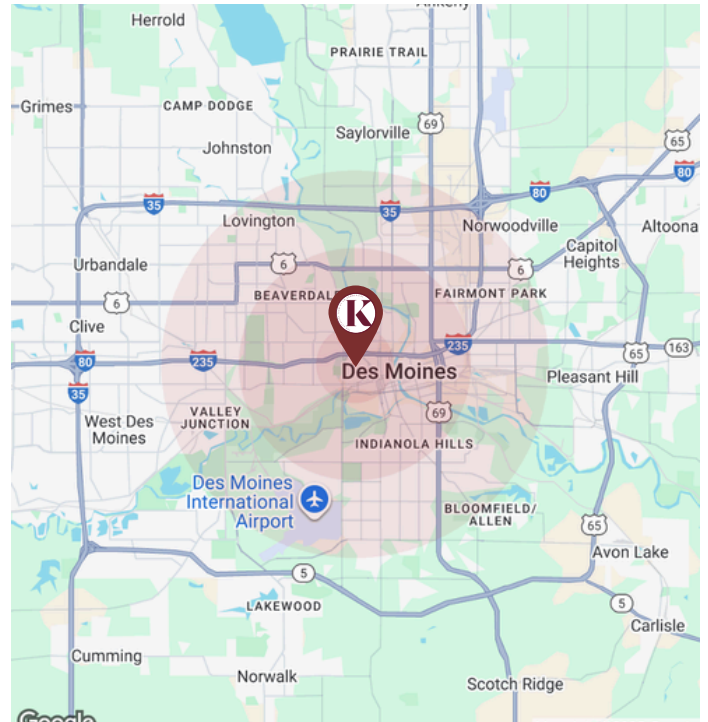 Ankeny
Herrold
PRAIRIE TRAIL
Grimes
CAMP DODGE
69
Saylorville
65
Johnston
80
80
35
35
Lovington
Norwoodville
Altoona
Capitol
Heights
Urbandale
6
6
BEAVERDALE
FAIRMONT PARK
6
K
Clive
235
163
80
235
65
Des Moines
Pleasant Hill
35
West Des
Moines
VALLEY
JUNCTION
69
INDIANOLA HILLS
Des Moines
International
Airport
BLOOMFIELD/
ALLEN
65
Avon Lake
5
LAKEWOOD
5
Carlisle
Cumming
Norwalk
Scotch Ridge
Google